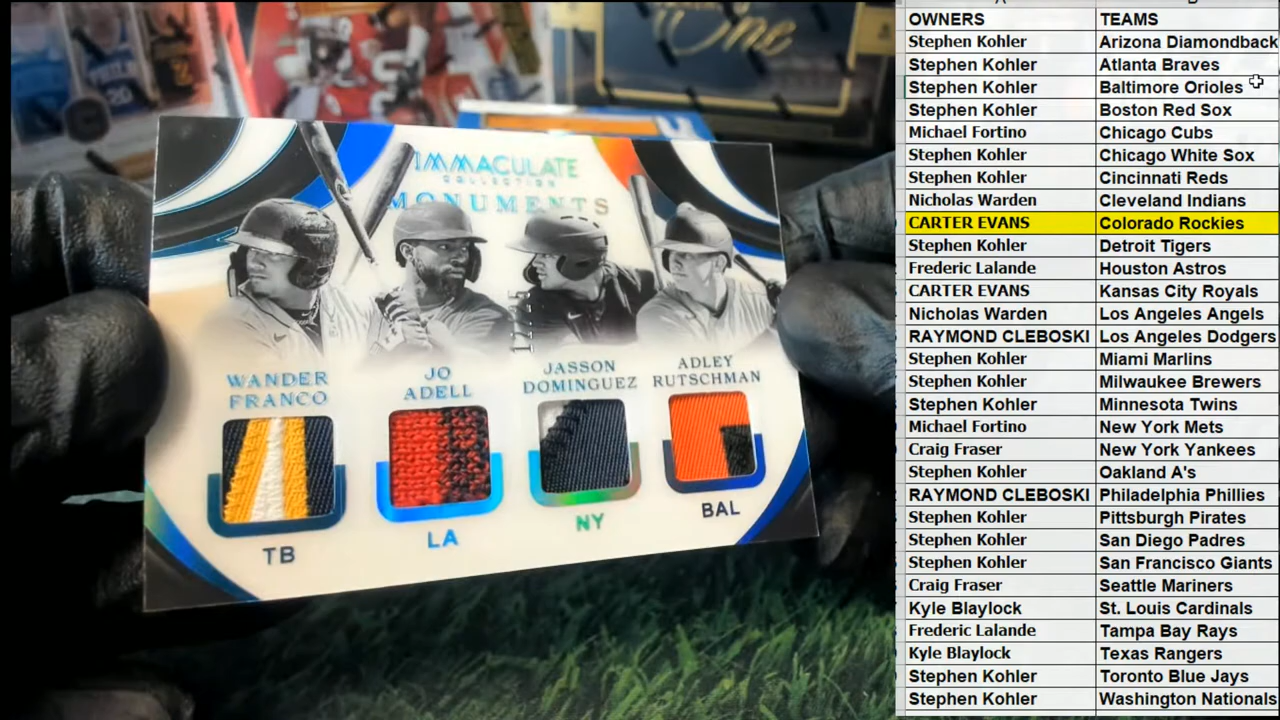 One
PHILA
20
IMMACULATE
COLLECTION
MONUMENTS
WANDER FRANCO
JO ADELL
JASSON DOMINGUEZ
ADLEY RUTSCHMAN
TB
LA
NY
BAL
OWNERS TEAMS
Stephen Kohler Arizona Diamondback
Stephen Kohler Atlanta Braves
Stephen Kohler Baltimore Orioles
Stephen Kohler Boston Red Sox
Michael Fortino Chicago Cubs
Stephen Kohler Chicago White Sox
Stephen Kohler Cincinnati Reds
Nicholas Warden Cleveland Indians
CARTER EVANS Colorado Rockies
Stephen Kohler Detroit Tigers
Frederic Lalande Houston Astros
CARTER EVANS Kansas City Royals
Nicholas Warden Los Angeles Angels
RAYMOND CLEBOSKI Los Angeles Dodgers
Stephen Kohler Miami Marlins
Stephen Kohler Milwaukee Brewers
Stephen Kohler Minnesota Twins
Michael Fortino New York Mets
Craig Fraser New York Yankees
Stephen Kohler Oakland A's
RAYMOND CLEBOSKI Philadelphia Phillies
Stephen Kohler Pittsburgh Pirates
Stephen Kohler San Diego Padres
Stephen Kohler San Francisco Giants
Craig Fraser Seattle Mariners
Kyle Blaylock St. Louis Cardinals
Frederic Lalande Tampa Bay Rays
Kyle Blaylock Texas Rangers
Stephen Kohler Toronto Blue Jays
Stephen Kohler Washington Nationals